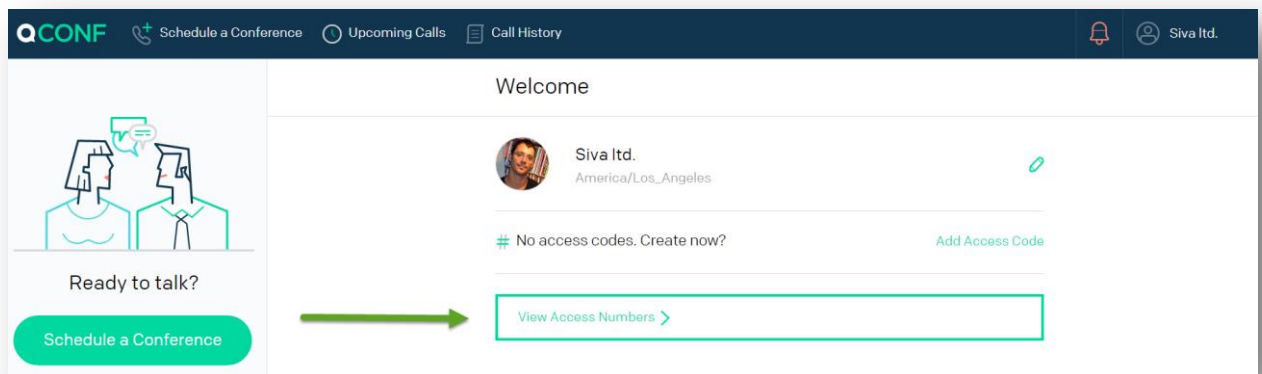 QCONF Schedule a Conference Upcoming Calls Call History Siva ltd.
Welcome
Siva ltd.
America/Los_Angeles
# No access codes. Create now? Add Access Code
Ready to talk?
View Access Numbers >
Schedule a Conference